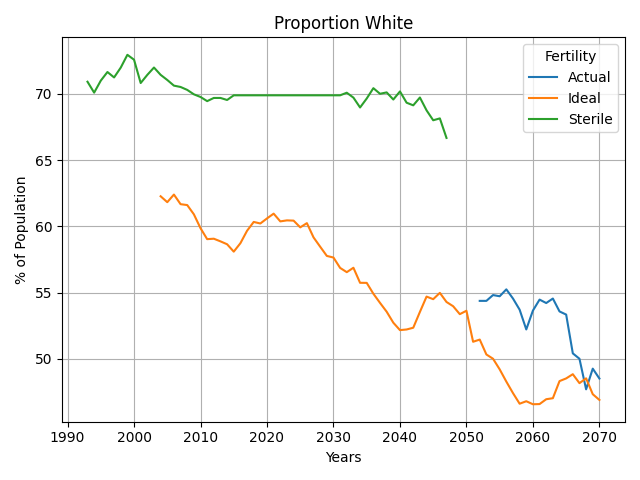 Proportion White
% of Population
70
65
60
55
50
Fertility
Actual
Ideal
Sterile
1990 2000 2010 2020 2030 2040 2050 2060 2070
Years